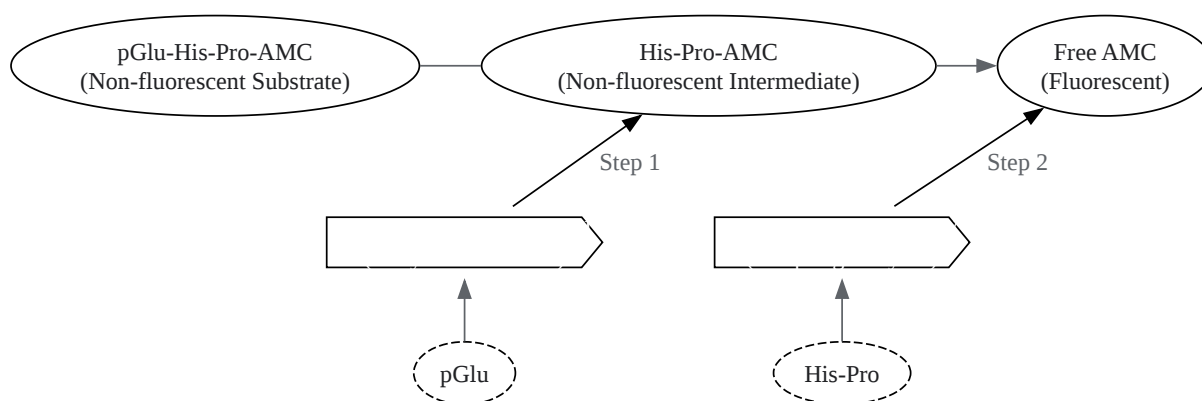 pGlu-His-Pro-AMC
(Non-fluorescent Substrate)
His-Pro-AMC
(Non-fluorescent Intermediate)
Free AMC
(Fluorescent)
Step 1
Step 2
pGlu
His-Pro